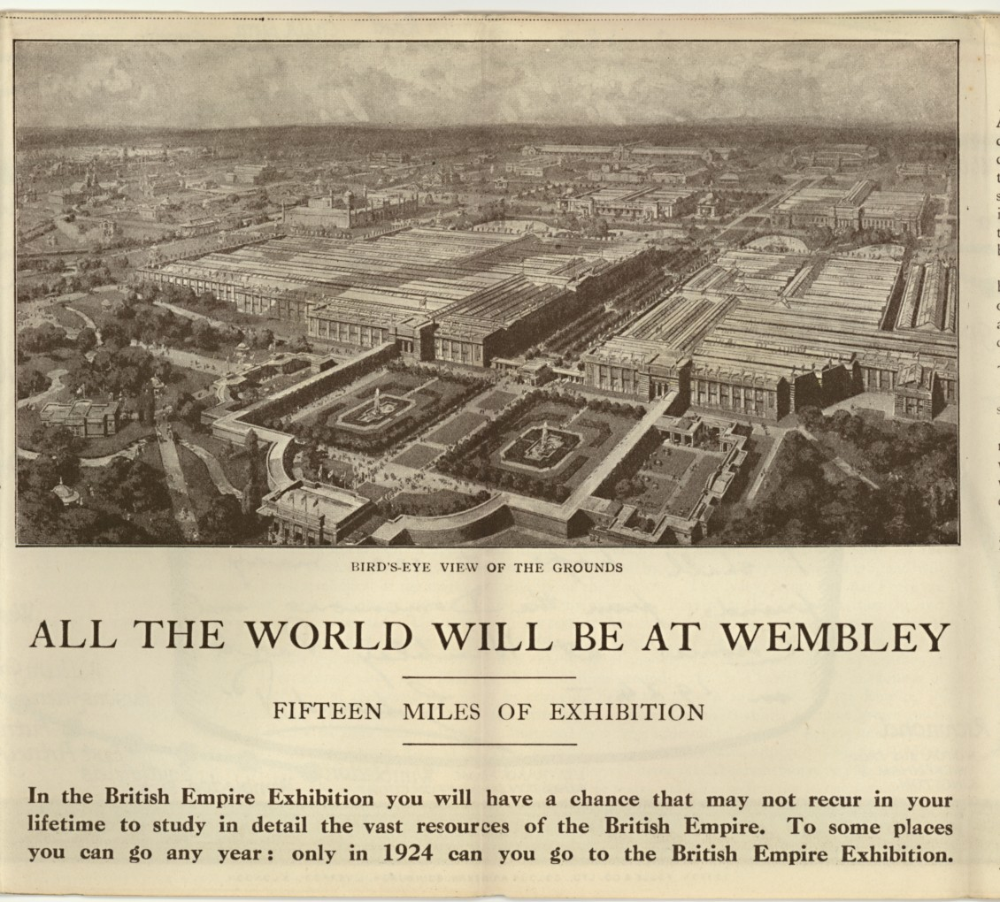 BIRD'S-EYE VIEW OF THE GROUNDS
ALL THE WORLD WILL BE AT WEMBLEY
FIFTEEN MILES OF EXHIBITION
In the British Empire Exhibition you will have a chance that may not recur in your
lifetime to study in detail the vast resources of the British Empire. To some places
you can go any year: only in 1924 can you go to the British Empire Exhibition.